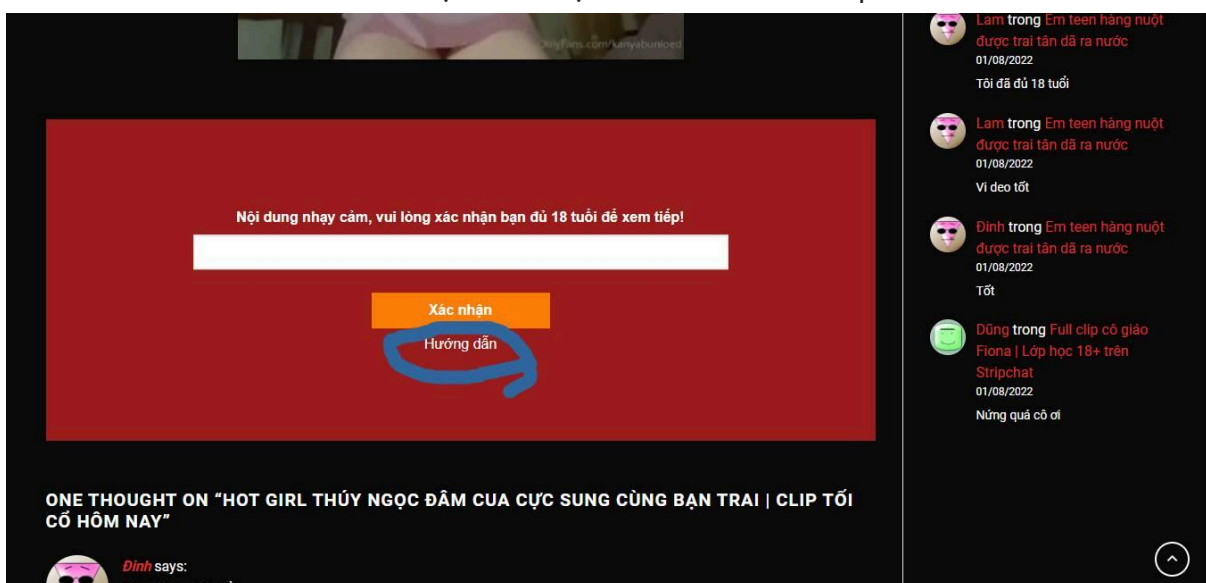 OnlyFans.com/kanyabunloed
Nội dung nhạy cảm, vui lòng xác nhận bạn đủ 18 tuổi để xem tiếp!
Xác nhận
Hướng dẫn
ONE THOUGHT ON “HOT GIRL THÚY NGỌC ĐÂM CUA CỰC SUNG CÙNG BẠN TRAI | CLIP TỐI
CỔ HÔM NAY”
Đinh says:
Lam trong Em teen hàng nuột
được trai tân dã ra nước
01/08/2022
Tôi đã đủ 18 tuổi
Lam trong Em teen hàng nuột
được trai tân dã ra nước
01/08/2022
Vi deo tốt
Đinh trong Em teen hàng nuột
được trai tân dã ra nước
01/08/2022
Tốt
Dũng trong Full clip cô giáo
Fiona | Lớp học 18+ trên
Stripchat
01/08/2022
Nứng quá cô ơi